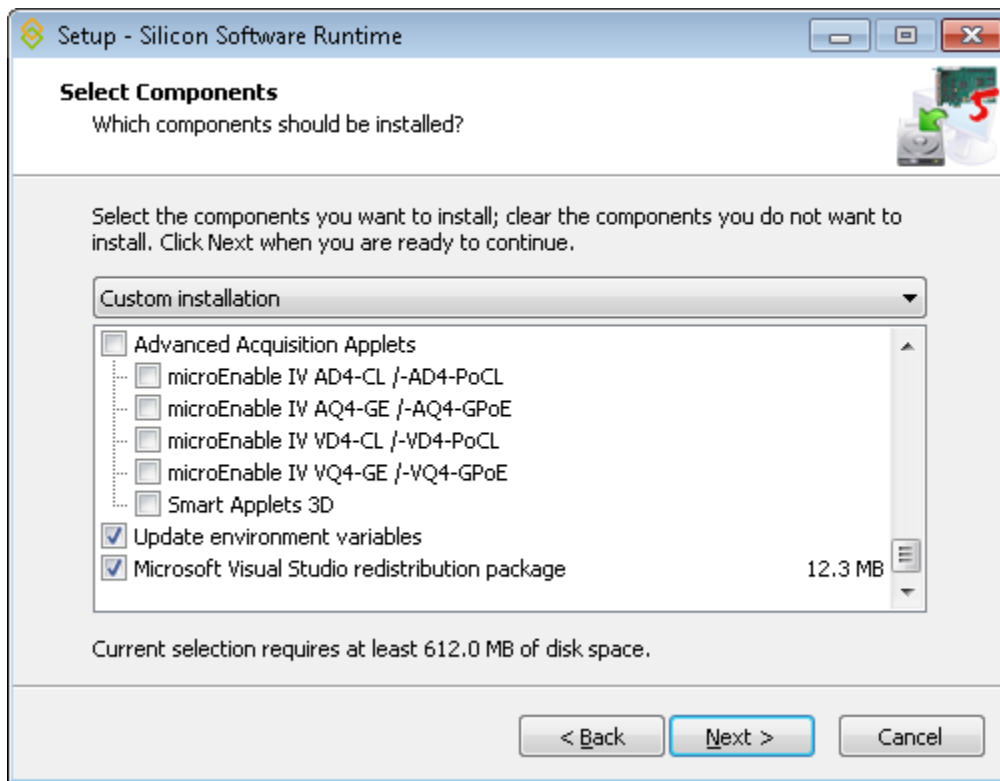 Setup - Silicon Software Runtime
Select Components
Which components should be installed?
5
Select the components you want to install; clear the components you do not want to
install. Click Next when you are ready to continue.
Custom installation
Advanced Acquisition Applets
microEnable IV AD4-CL /-AD4-PoCL
microEnable IV AQ4-GE /-AQ4-GPoE
microEnable IV VD4-CL /-VD4-PoCL
microEnable IV VQ4-GE /-VQ4-GPoE
Smart Applets 3D
Update environment variables
Microsoft Visual Studio redistribution package 12.3 MB
Current selection requires at least 612.0 MB of disk space.
< Back Next > Cancel